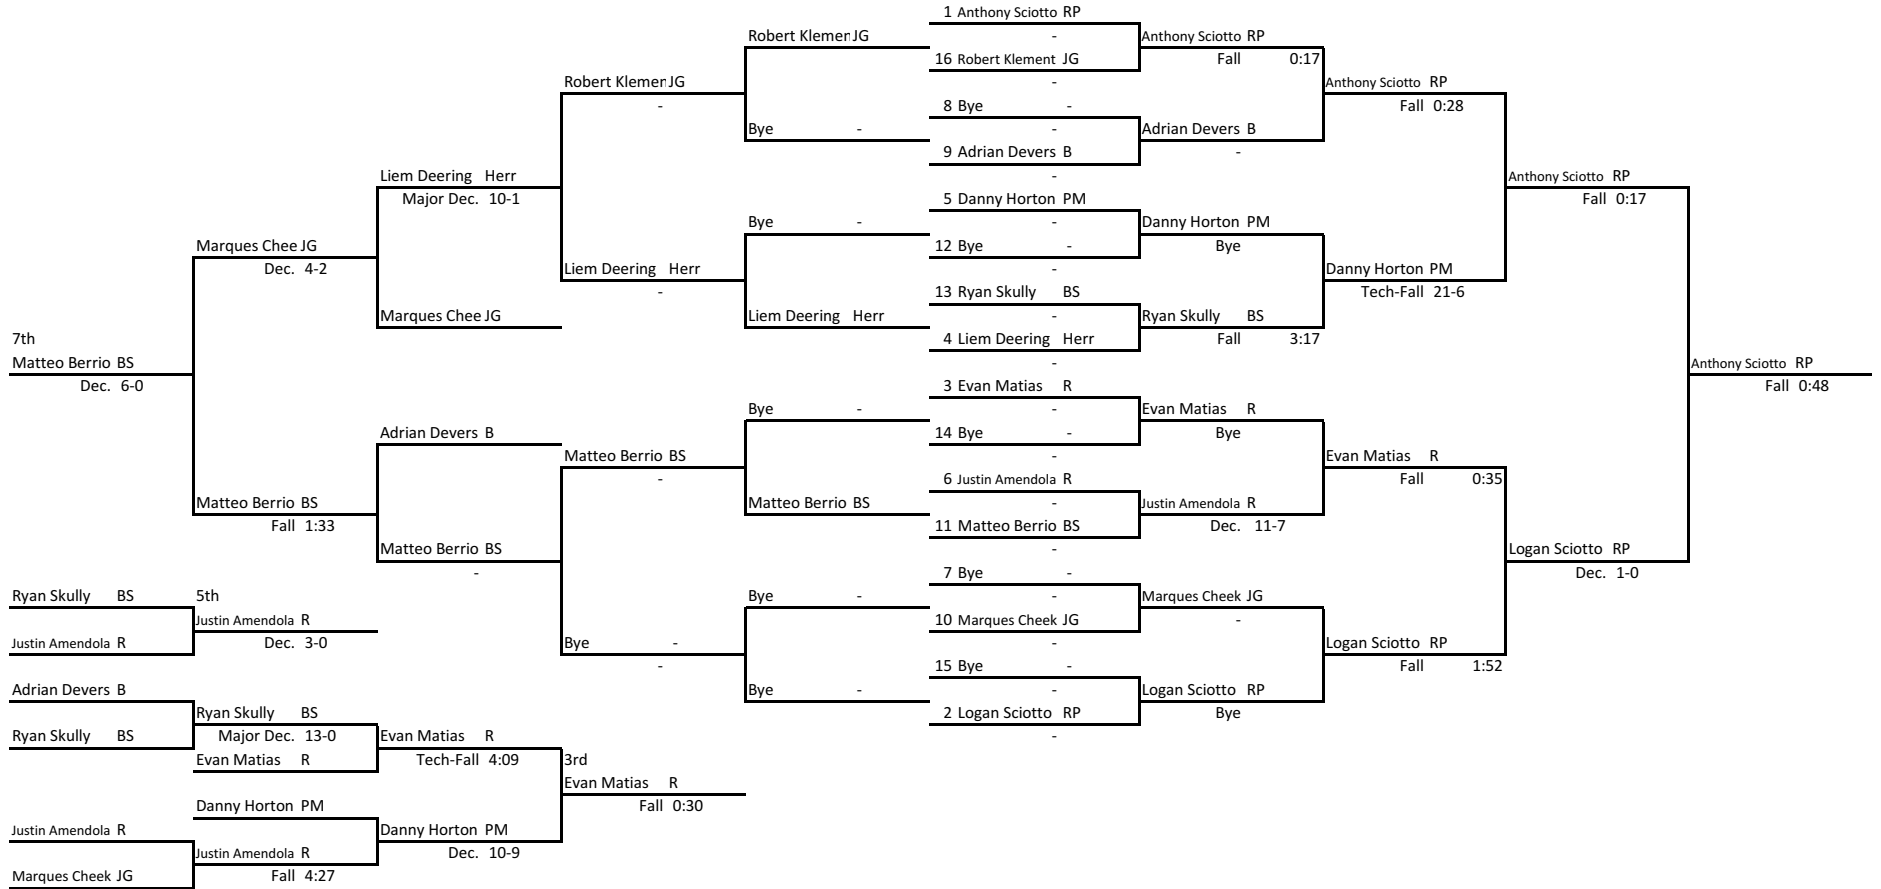 1 Anthony Sciotto RP
Robert Klemen JG - Anthony Sciotto RP
16 Robert Klement JG Fall 0:17
Robert Klemen JG - Anthony Sciotto RP
- 8 Bye - Fall 0:28
Bye - - Adrian Devers B
9 Adrian Devers B -
Liem Deering Herr - Anthony Sciotto RP
Major Dec. 10-1 5 Danny Horton PM Fall 0:17
Bye - - Danny Horton PM
Marques Chee JG 12 Bye - Bye
Dec. 4-2 Liem Deering Herr - Danny Horton PM
- 13 Ryan Skully BS Tech-Fall 21-6
Marques Chee JG Liem Deering Herr - Ryan Skully BS
7th 4 Liem Deering Herr Fall 3:17
Matteo Berrio BS - Anthony Sciotto RP
Dec. 6-0 3 Evan Matias R Fall 0:48
Bye - - Evan Matias R
Adrian Devers B 14 Bye - Bye
Matteo Berrio BS - Evan Matias R
- 6 Justin Amendola R Fall 0:35
Matteo Berrio BS Matteo Berrio BS - Justin Amendola R
Fall 1:33 11 Matteo Berrio BS Dec. 11-7
Matteo Berrio BS - Logan Sciotto RP
- 7 Bye - Dec. 1-0
Ryan Skully BS 5th Bye - - Marques Cheek JG
Justin Amendola R 10 Marques Cheek JG -
Justin Amendola R Dec. 3-0 Bye - - Logan Sciotto RP
- 15 Bye - Fall 1:52
Adrian Devers B Bye - - Logan Sciotto RP
Ryan Skully BS 2 Logan Sciotto RP Bye
Ryan Skully BS Major Dec. 13-0 Evan Matias R -
Evan Matias R Tech-Fall 4:09 3rd
Evan Matias R
Danny Horton PM Fall 0:30
Justin Amendola R Danny Horton PM
Justin Amendola R Dec. 10-9
Marques Cheek JG Fall 4:27